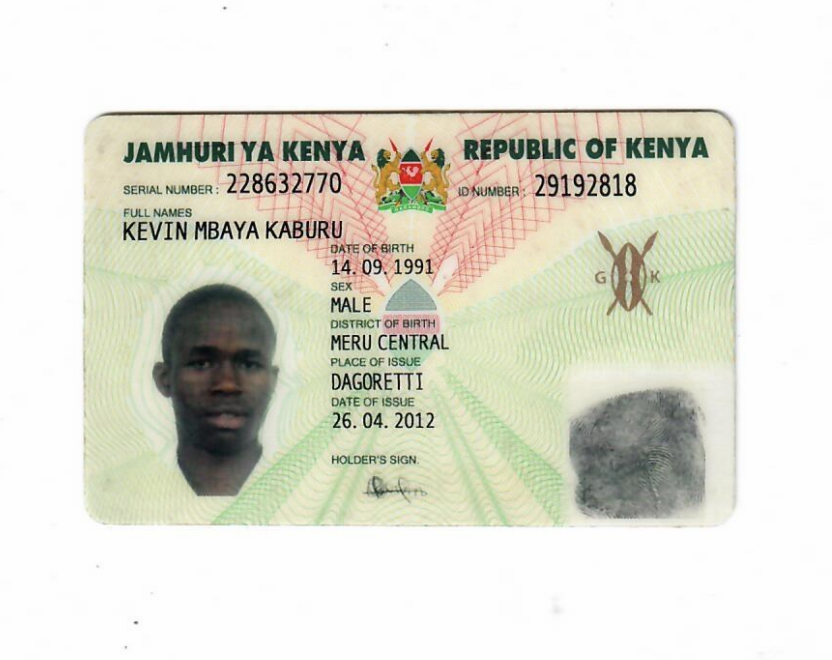 JAMHURI YA KENYA REPUBLIC OF KENYA
SERIAL NUMBER: 228632770 ID NUMBER: 29192818
FULL NAMES
KEVIN MBAYA KABURU
DATE OF BIRTH
14. 09. 1991
SEX
MALE
G K
DISTRICT OF BIRTH
MERU CENTRAL
PLACE OF ISSUE
DAGORETTI
DATE OF ISSUE
26. 04. 2012
HOLDER'S SIGN.